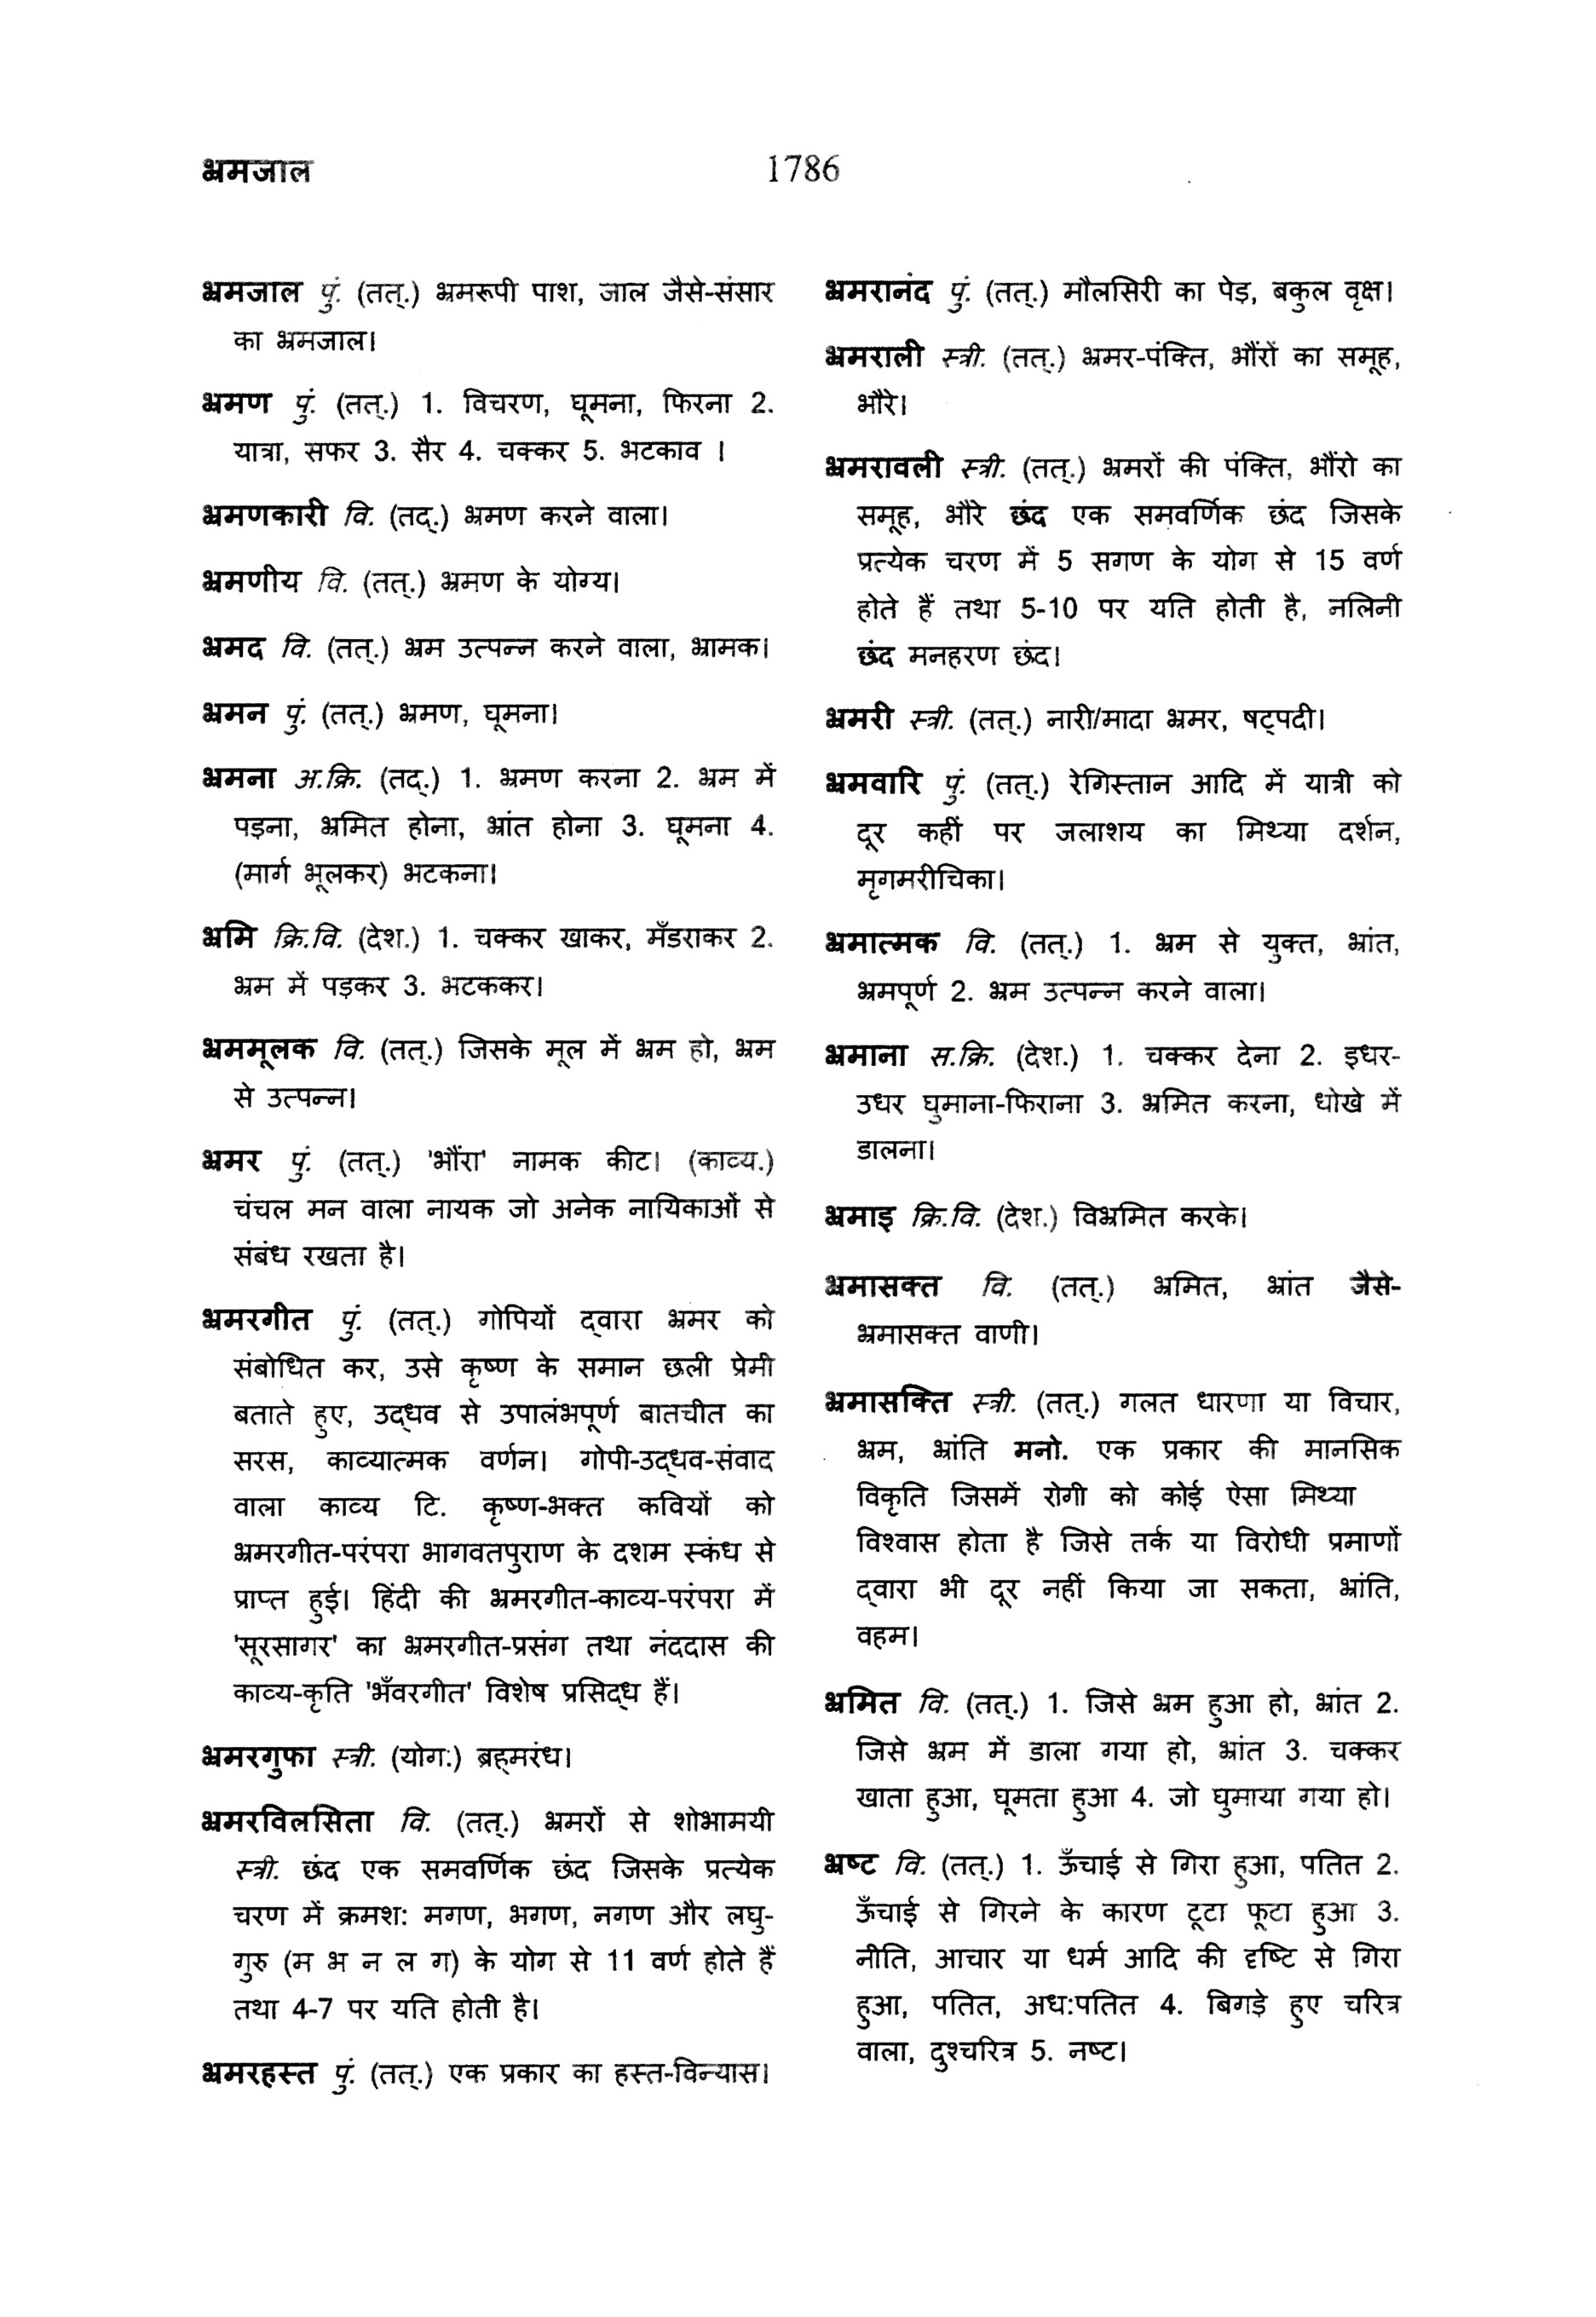 भ्रमजाल
1786
भ्रमजाल पुं. (तत्.) भ्रमरूपी पाश, जाल जैसे-संसार
का भ्रमजाल।
भ्रमण पुं. (तत्.) 1. विचरण, घूमना, फिरना 2.
यात्रा, सफर 3. सैर 4. चक्कर 5. भटकाव ।
भ्रमणकारी वि. (तद्.) भ्रमण करने वाला।
भ्रमणीय वि. (तत्.) भ्रमण के योग्य।
भ्रमद वि. (तत्.) भ्रम उत्पन्न करने वाला, भ्रामक।
भ्रमन पुं. (तत्.) भ्रमण, घूमना।
भ्रमना अ.क्रि. (तद्.) 1. भ्रमण करना 2. भ्रम में
पड़ना, भ्रमित होना, भ्रांत होना 3. घूमना 4.
(मार्ग भूलकर) भटकना।
भ्रमि क्रि.वि. (देश.) 1. चक्कर खाकर, मँडराकर 2.
भ्रम में पड़कर 3. भटककर।
भ्रममूलक वि. (तत्.) जिसके मूल में भ्रम हो, भ्रम
से उत्पन्न।
भ्रमर पुं. (तत्.) 'भौंरा' नामक कीट। (काव्य.)
चंचल मन वाला नायक जो अनेक नायिकाओं से
संबंध रखता है।
भ्रमरगीत पुं. (तत्.) गोपियों द्‌वारा भ्रमर को
संबोधित कर, उसे कृष्ण के समान छली प्रेमी
बताते हुए, उद्‌धव से उपालंभपूर्ण बातचीत का
सरस, काव्यात्मक वर्णन। गोपी-उद्‌धव-संवाद
वाला काव्य टि. कृष्ण-भक्त कवियों को
भ्रमरगीत-परंपरा भागवतपुराण के दशम स्कंध से
प्राप्त हुई। हिंदी की भ्रमरगीत-काव्य-परंपरा में
'सूरसागर' का भ्रमरगीत-प्रसंग तथा नंददास की
काव्य-कृति 'भँवरगीत' विशेष प्रसिद्‌ध हैं।
भ्रमरगुफा स्त्री. (योग.) ब्रह्‌मरंध।
भ्रमरविलसिता वि. (तत्.) भ्रमरों से शोभामयी
स्त्री. छंद एक समवर्णिक छंद जिसके प्रत्येक
चरण में क्रमश: मगण, भगण, नगण और लघु-
गुरु (म भ न ल ग) के योग से 11 वर्ण होते हैं
तथा 4-7 पर यति होती है।
भ्रमरहस्त पुं. (तत्.) एक प्रकार का हस्त-विन्यास।
भ्रमरानंद पुं. (तत्.) मौलसिरी का पेड़, बकुल वृक्ष।
भ्रमराली स्त्री. (तत्.) भ्रमर-पंक्ति, भौंरों का समूह,
भौरे।
भ्रमरावली स्त्री. (तत्.) भ्रमरों की पंक्ति, भौंरो का
समूह, भौरे छंद एक समवर्णिक छंद जिसके
प्रत्येक चरण में 5 सगण के योग से 15 वर्ण
होते हैं तथा 5-10 पर यति होती है, नलिनी
छंद मनहरण छंद।
भ्रमरी स्त्री. (तत्.) नारी/मादा भ्रमर, षट्पदी।
भ्रमवारि पुं. (तत्.) रेगिस्तान आदि में यात्री को
दूर कहीं पर जलाशय का मिथ्या दर्शन,
मृगमरीचिका।
भ्रमात्मक वि. (तत्.) 1. भ्रम से युक्त, भ्रांत,
भ्रमपूर्ण 2. भ्रम उत्पन्न करने वाला।
भ्रमाना स.क्रि. (देश.) 1. चक्कर देना 2. इधर-
उधर घुमाना-फिराना 3. भ्रमित करना, धोखे में
डालना।
भ्रमाइ क्रि.वि. (देश.) विभ्रमित करके।
भ्रमासक्त वि. (तत्.) भ्रमित, भ्रांत जैसे-
भ्रमासक्त वाणी।
भ्रमासक्ति स्त्री. (तत्.) गलत धारणा या विचार,
भ्रम, भ्रांति मनो. एक प्रकार की मानसिक
विकृति जिसमें रोगी को कोई ऐसा मिथ्या
विश्वास होता है जिसे तर्क या विरोधी प्रमाणों
द्‌वारा भी दूर नहीं किया जा सकता, भ्रांति,
वहम।
भ्रमित वि. (तत्.) 1. जिसे भ्रम हुआ हो, भ्रांत 2.
जिसे भ्रम में डाला गया हो, भ्रांत 3. चक्कर
खाता हुआ, घूमता हुआ 4. जो घुमाया गया हो।
भ्रष्ट वि. (तत्.) 1. ऊँचाई से गिरा हुआ, पतित 2.
ऊँचाई से गिरने के कारण टूटा फूटा हुआ 3.
नीति, आचार या धर्म आदि की दृष्टि से गिरा
हुआ, पतित, अध:पतित 4. बिगड़े हुए चरित्र
वाला, दुश्चरित्र 5. नष्ट।